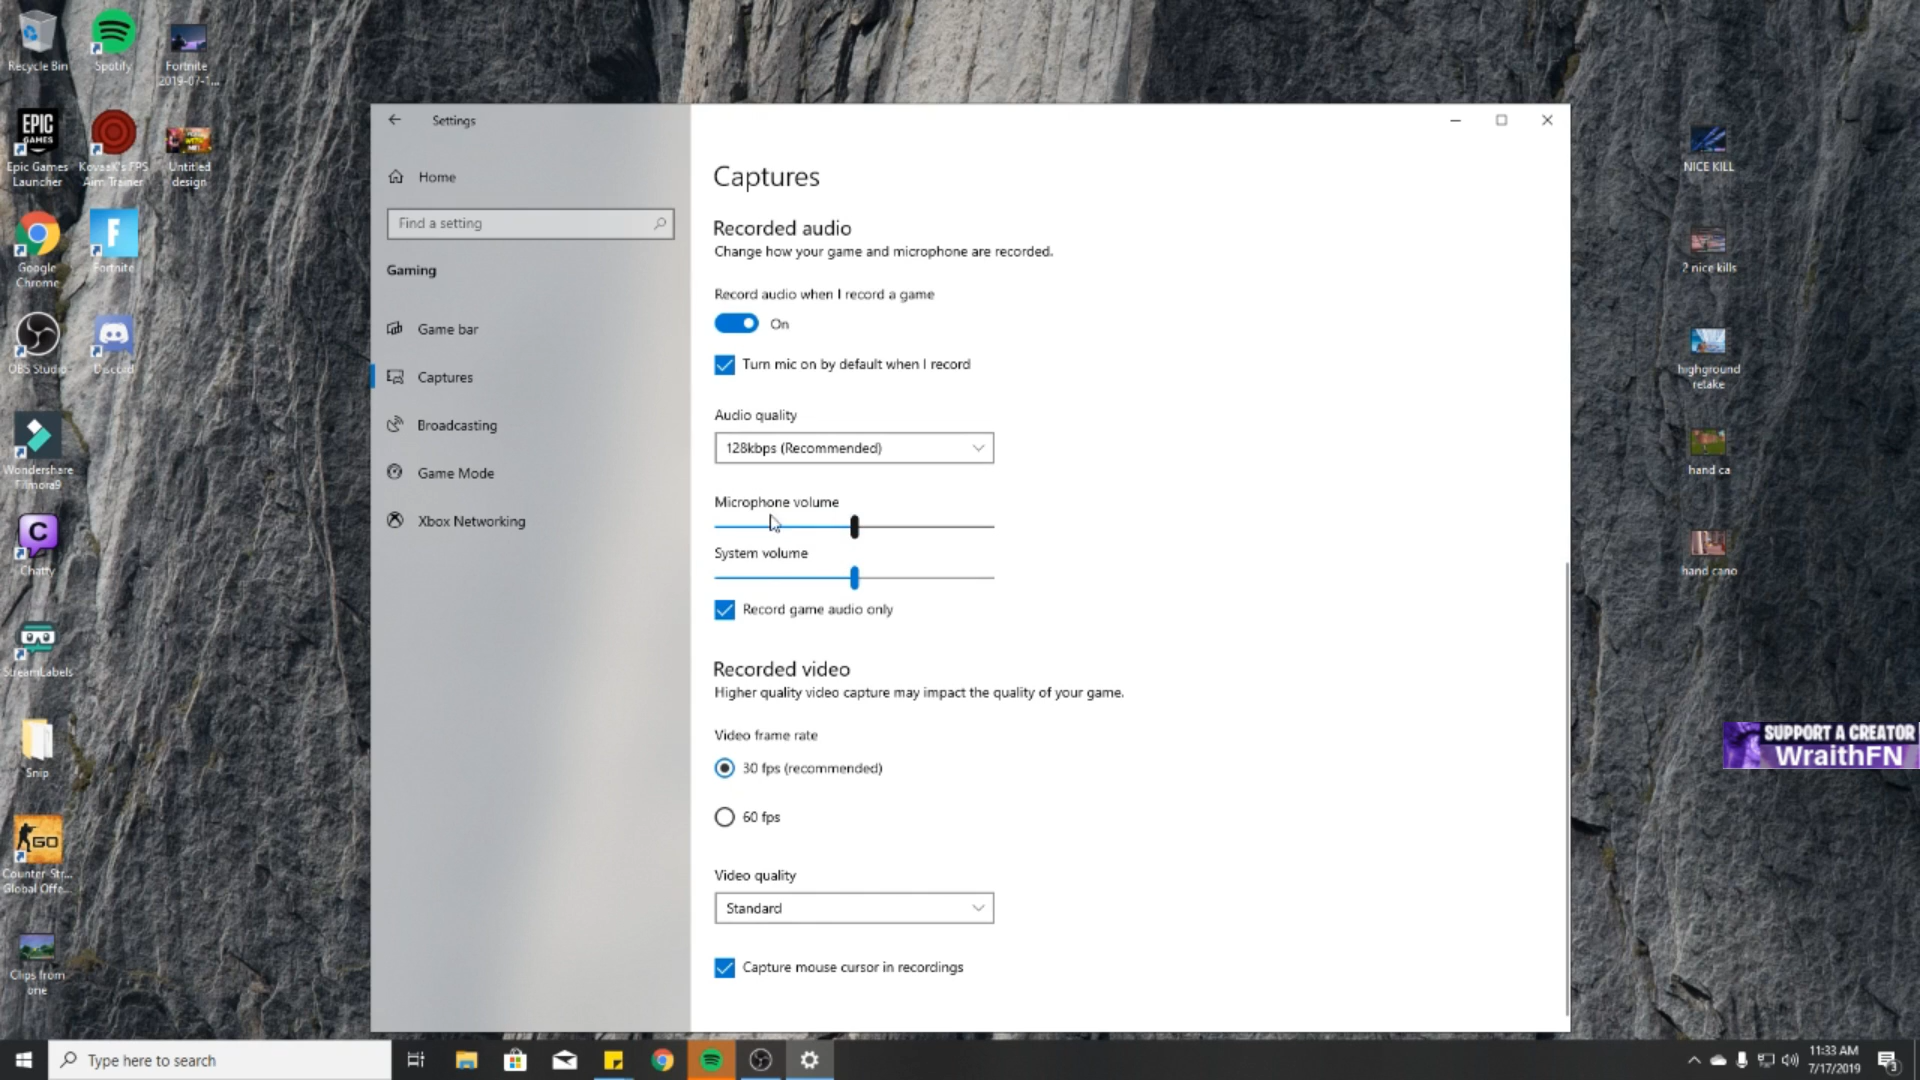 Recycle Bin
Spotify
Fortnite
2019-07-1...
EPIC
GAMES
Epic Games
Launcher
KovaaK's FPS
Aim Trainer
Untitled
design
Google
Chrome
Fortnite
OBS Studio
Discord
Wondershare
Filmora9
Chatty
StreamLabels
Snip
GO
Counter-Str...
Global Offe...
Clips from
one
Settings
Home
Find a setting
Gaming
Game bar
Captures
Broadcasting
Game Mode
Xbox Networking
Captures
Recorded audio
Change how your game and microphone are recorded.
Record audio when I record a game
On
Turn mic on by default when I record
Audio quality
128kbps (Recommended)
Microphone volume
System volume
Record game audio only
Recorded video
Higher quality video capture may impact the quality of your game.
Video frame rate
30 fps (recommended)
60 fps
Video quality
Standard
Capture mouse cursor in recordings
NICE KILL
2 nice kills
highground
retake
hand ca
hand cano
SUPPORT A CREATOR
WraithFN
Type here to search
11:33 AM
7/17/2019
3